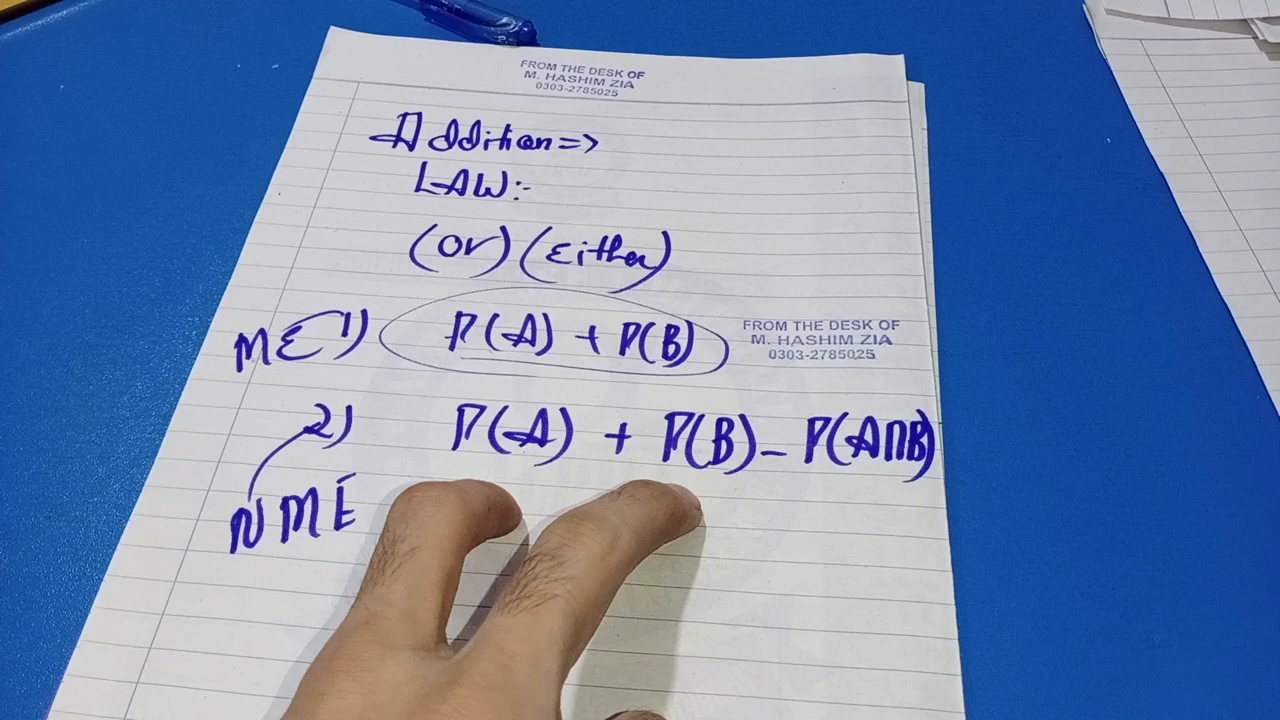 FROM THE DESK OF
M. HASHIM ZIA
0303-2785025
Addition=>
LAW:-
(or) (Either)
ME 1) P(A) + P(B)
FROM THE DESK OF
M. HASHIM ZIA
0303-2785025
2) P(A) + P(B) - P(A∩B)
NME